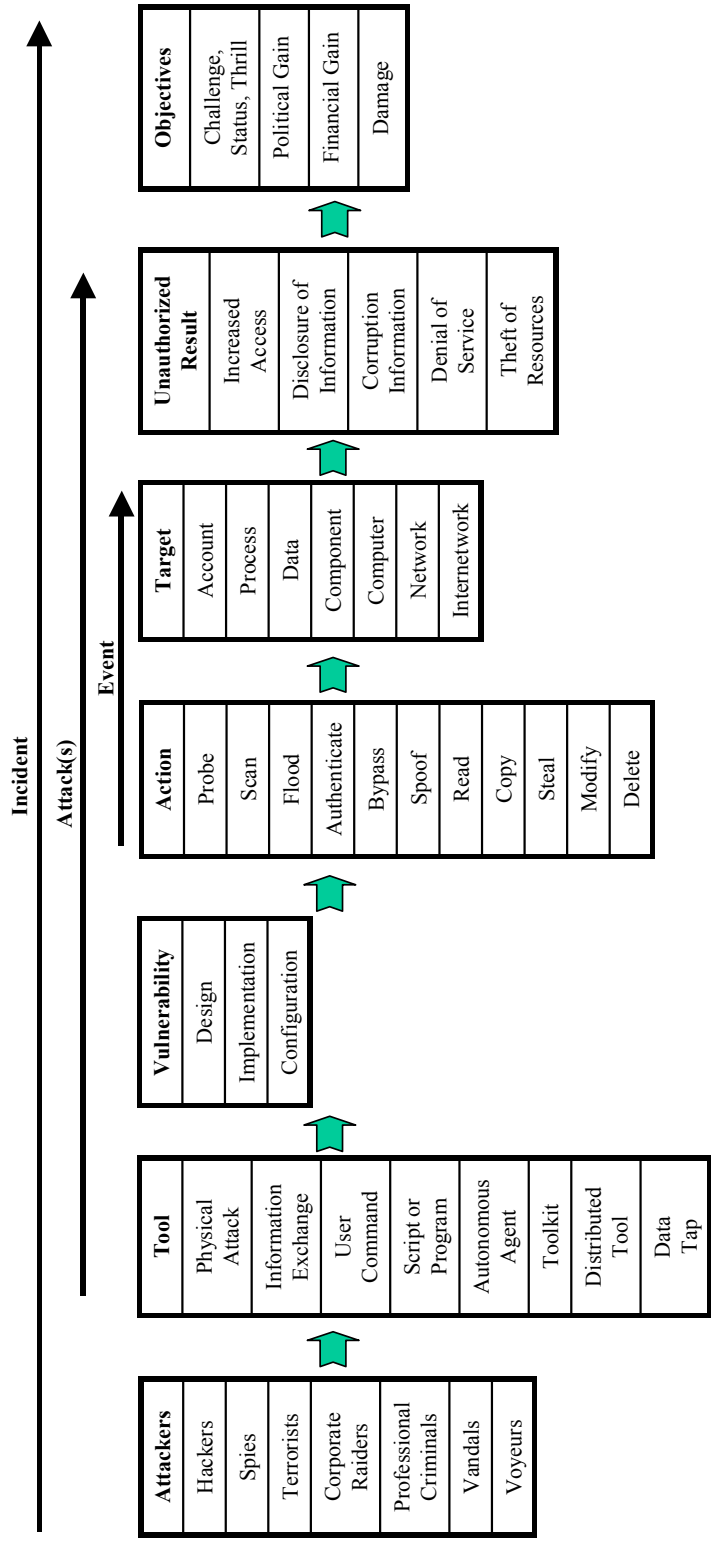 Incident
Attack(s)
Event
Attackers
Hackers
Spies
Terrorists
Corporate
Raiders
Professional
Criminals
Vandals
Voyeurs
Tool
Physical
Attack
Information
Exchange
User
Command
Script or
Program
Autonomous
Agent
Toolkit
Distributed
Tool
Data
Tap
Vulnerability
Design
Implementation
Configuration
Action
Probe
Scan
Flood
Authenticate
Bypass
Spoof
Read
Copy
Steal
Modify
Delete
Target
Account
Process
Data
Component
Computer
Network
Internetwork
Unauthorized
Result
Increased
Access
Disclosure of
Information
Corruption
Information
Denial of
Service
Theft of
Resources
Objectives
Challenge,
Status, Thrill
Political Gain
Financial Gain
Damage